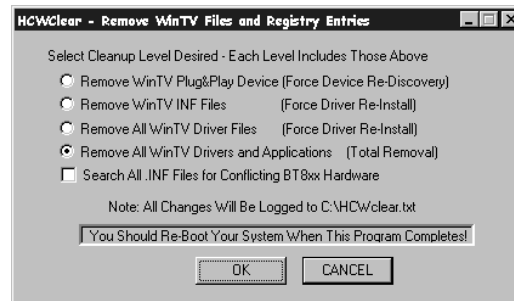 HCWClear - Remove WinTV Files and Registry Entries
Select Cleanup Level Desired - Each Level Includes Those Above
Remove WinTV Plug&Play Device (Force Device Re-Discovery)
Remove WinTV INF Files (Force Driver Re-Install)
Remove All WinTV Driver Files (Force Driver Re-Install)
Remove All WinTV Drivers and Applications (Total Removal)
Search All .INF Files for Conflicting BT8xx Hardware
Note: All Changes Will Be Logged to C:\HCWclear.txt
You Should Re-Boot Your System When This Program Completes!
OK CANCEL